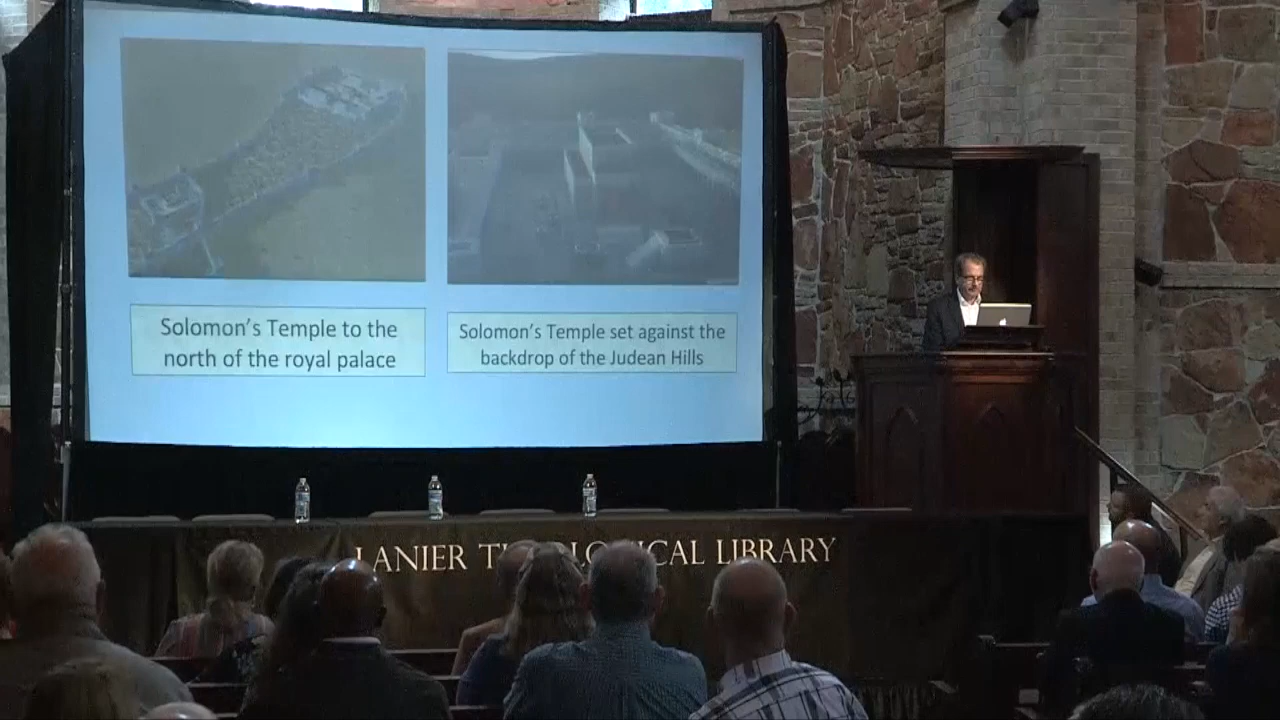 Solomon's Temple to the
north of the royal palace
Solomon's Temple set against the
backdrop of the Judean Hills
LANIER THEOLOGICAL LIBRARY